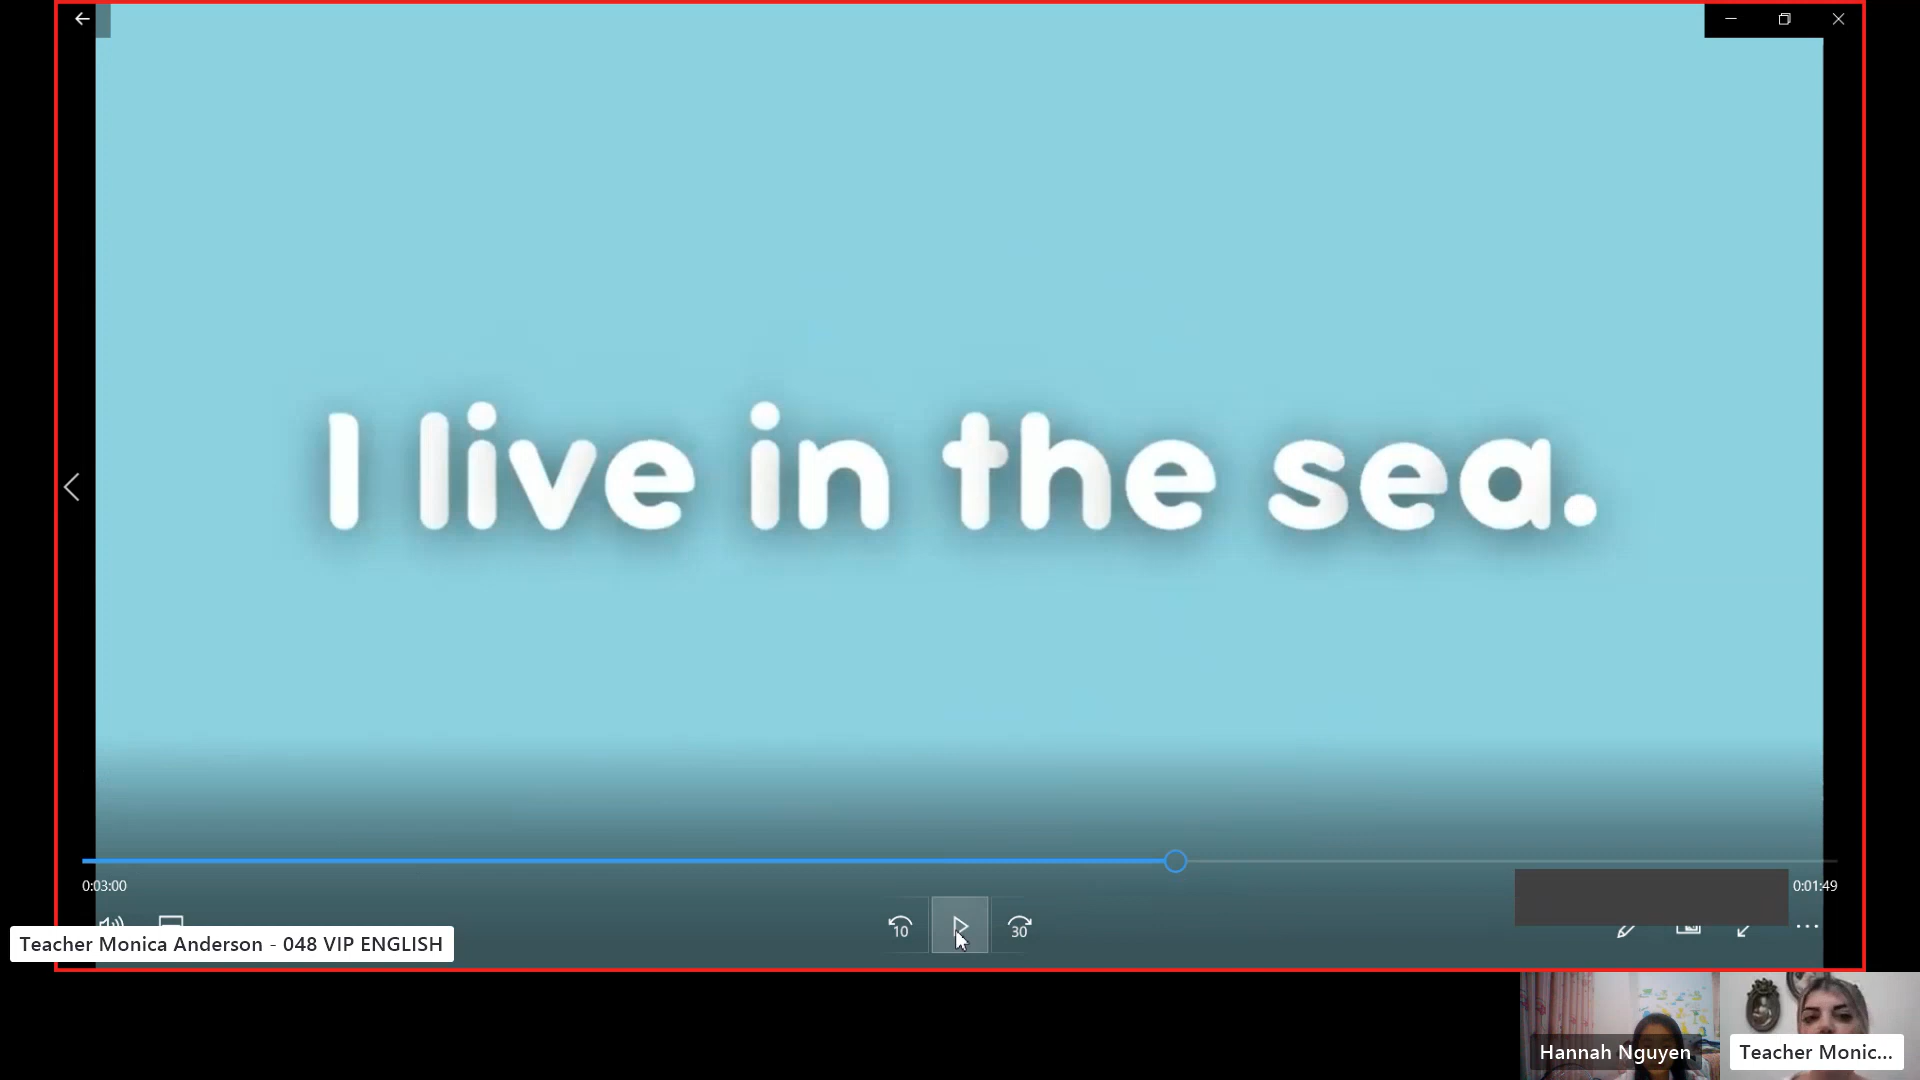 I live in the sea.
0:03:00
0:01:49
10
30
Teacher Monica Anderson - 048 VIP ENGLISH
Hannah Nguyen
Teacher Monic...